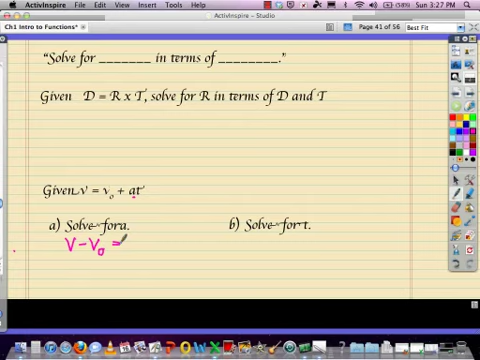 ActivInspire File Edit View Insert Tools Help (58%) Sun 3:27 PM
ActivInspire – Studio
Ch1 Intro to Functions* Page 41 of 56 Best Fit
"Solve for _______ in terms of ________."
Given D = R x T, solve for R in terms of D and T
Given v = v₀ + at
a) Solve for a. b) Solve for t.
V - V₀ =